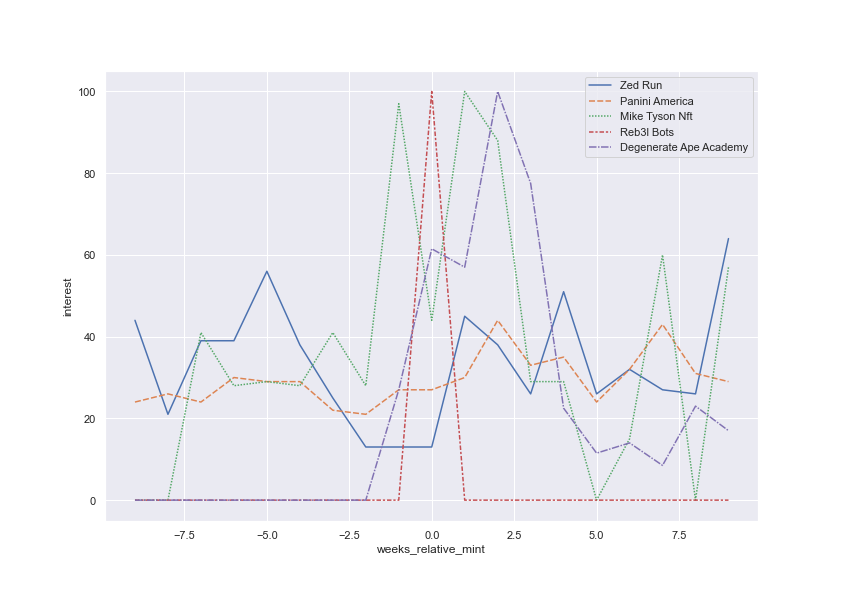 Zed Run
Panini America
Mike Tyson Nft
Reb3l Bots
Degenerate Ape Academy
100
80
60
40
20
0
interest
−7.5 −5.0 −2.5 0.0 2.5 5.0 7.5
weeks_relative_mint